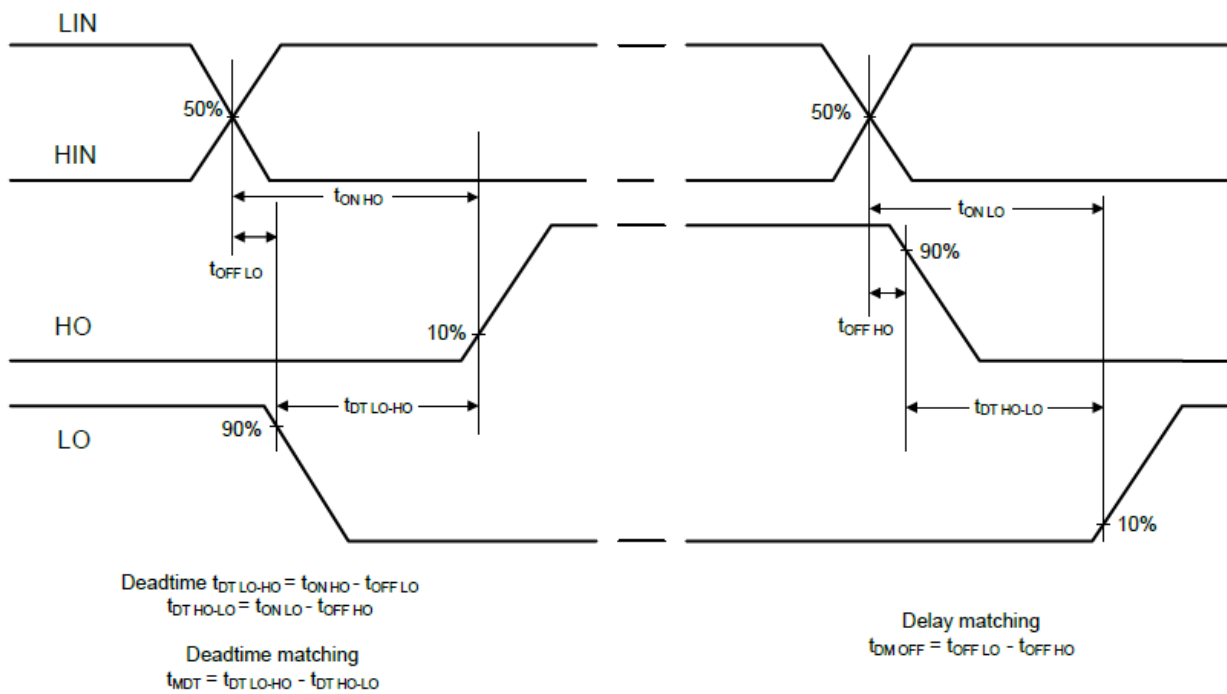 LIN
50%
50%
HIN
tON HO
tON LO
90%
tOFF LO
tOFF HO
HO
10%
tDT LO-HO
tDT HO-LO
LO
90%
10%
Deadtime tDT LO-HO = tON HO - tOFF LO
tDT HO-LO = tON LO - tOFF HO
Delay matching
tDM OFF = tOFF LO - tOFF HO
Deadtime matching
tMDT = tDT LO-HO - tDT HO-LO